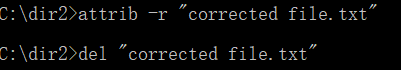 C:\dir2>attrib -r "corrected file.txt"
C:\dir2>del "corrected file.txt"